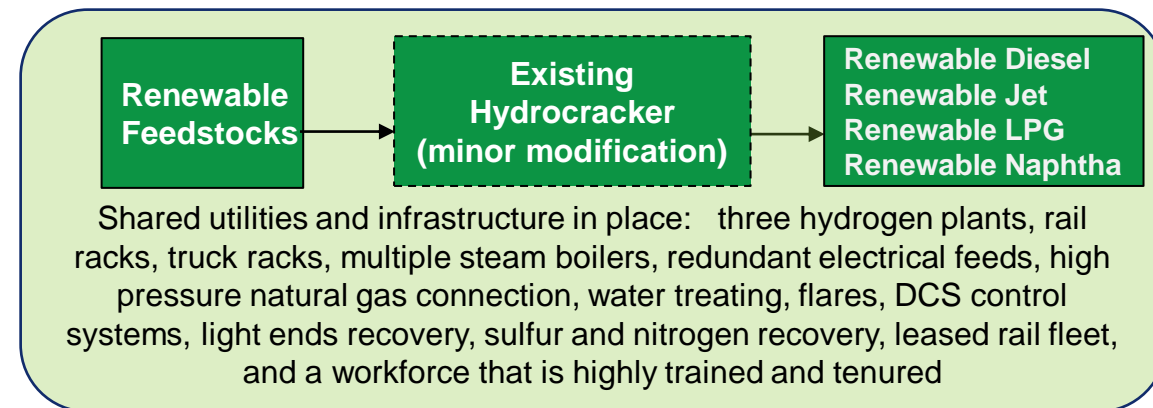 Renewable
Feedstocks
Existing
Hydrocracker
(minor modification)
Renewable Diesel
Renewable Jet
Renewable LPG
Renewable Naphtha
Shared utilities and infrastructure in place: three hydrogen plants, rail
racks, truck racks, multiple steam boilers, redundant electrical feeds, high
pressure natural gas connection, water treating, flares, DCS control
systems, light ends recovery, sulfur and nitrogen recovery, leased rail fleet,
and a workforce that is highly trained and tenured